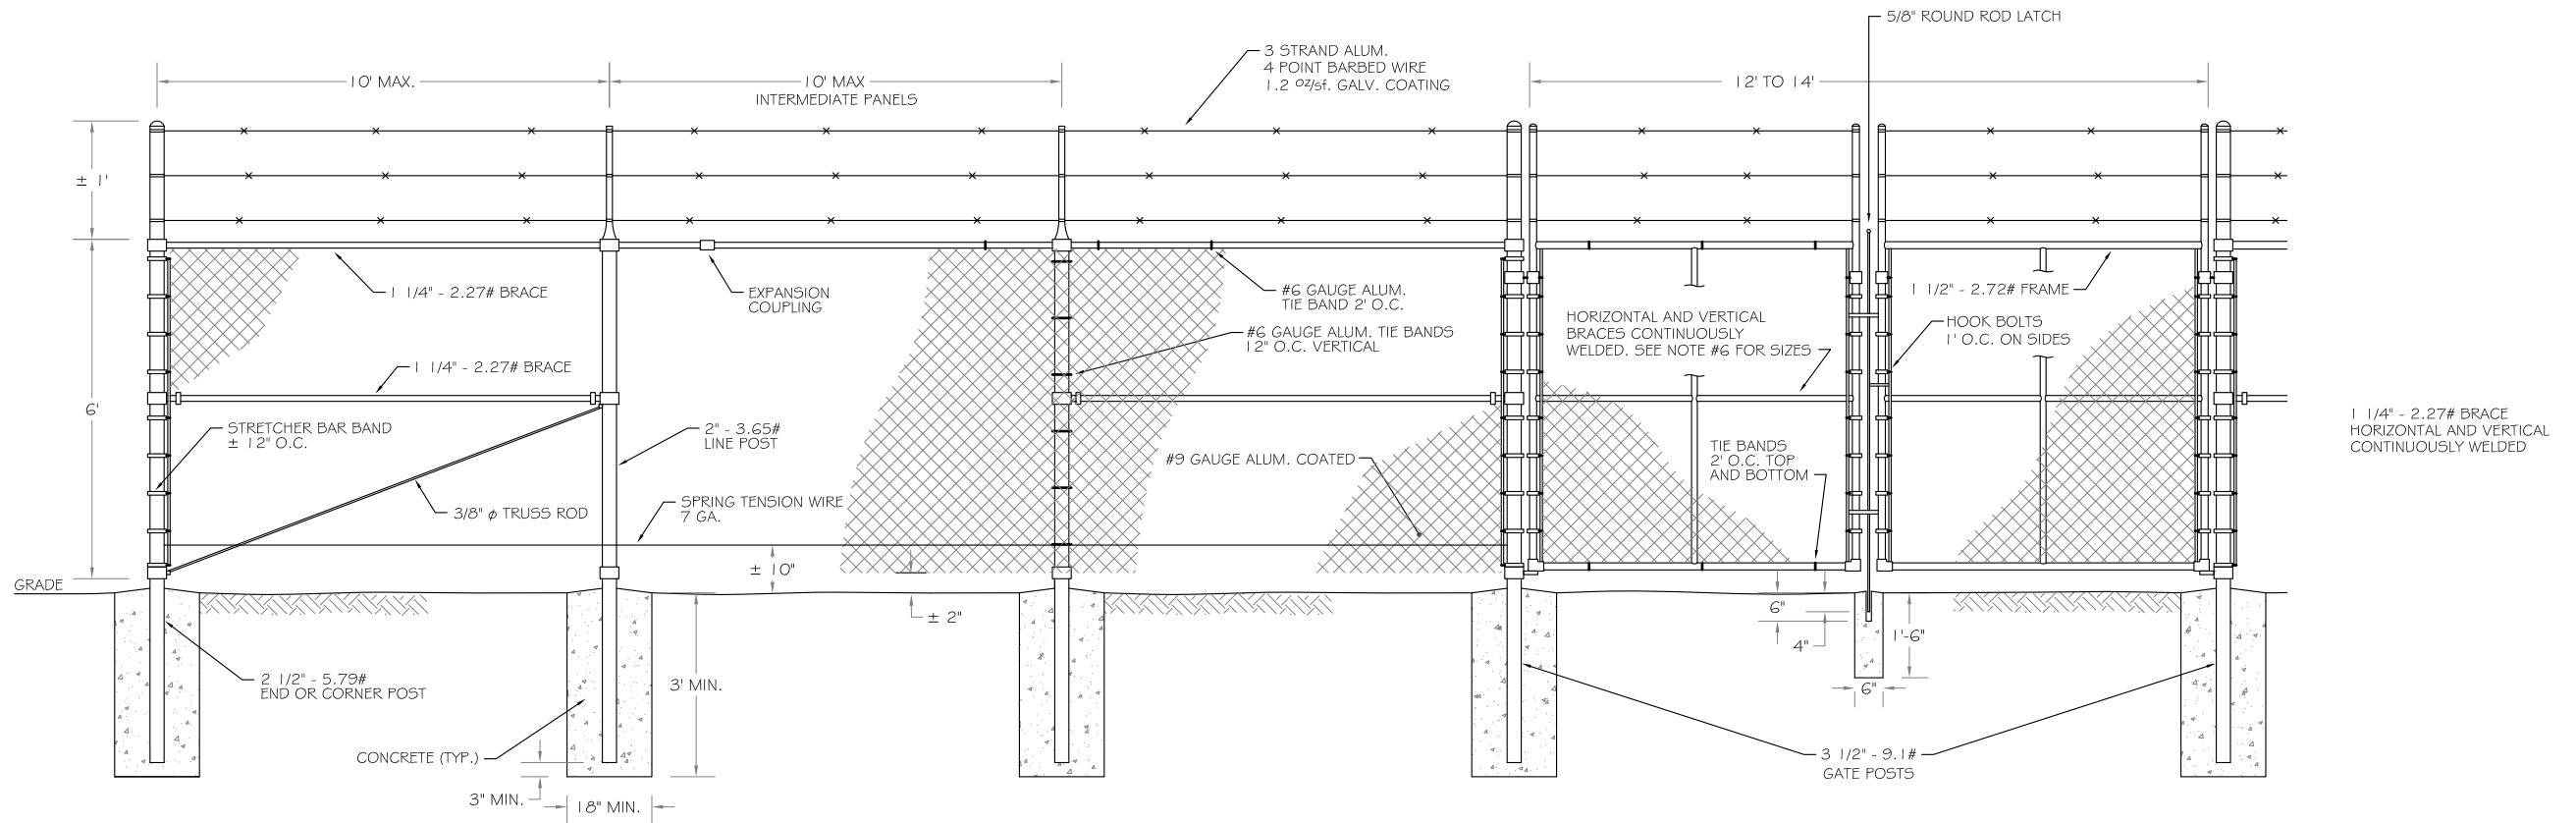 5/8" ROUND ROD LATCH
3 STRAND ALUM.
4 POINT BARBED WIRE
1.2 oz/sf. GALV. COATING
10' MAX.
10' MAX
INTERMEDIATE PANELS
12' TO 14'
± 1'
6'
1 1/4" - 2.27# BRACE
EXPANSION
COUPLING
#6 GAUGE ALUM.
TIE BAND 2' O.C.
#6 GAUGE ALUM. TIE BANDS
12" O.C. VERTICAL
HORIZONTAL AND VERTICAL
BRACES CONTINUOUSLY
WELDED. SEE NOTE #6 FOR SIZES
1 1/2" - 2.72# FRAME
HOOK BOLTS
1' O.C. ON SIDES
1 1/4" - 2.27# BRACE
STRETCHER BAR BAND
± 12" O.C.
2" - 3.65#
LINE POST
#9 GAUGE ALUM. COATED
TIE BANDS
2' O.C. TOP
AND BOTTOM
1 1/4" - 2.27# BRACE
HORIZONTAL AND VERTICAL
CONTINUOUSLY WELDED
3/8" ϕ TRUSS ROD
SPRING TENSION WIRE
7 GA.
± 10"
GRADE
± 2"
6"
4"
1'-6"
6"
2 1/2" - 5.79#
END OR CORNER POST
3' MIN.
CONCRETE (TYP.)
3" MIN.
18" MIN.
3 1/2" - 9.1#
GATE POSTS